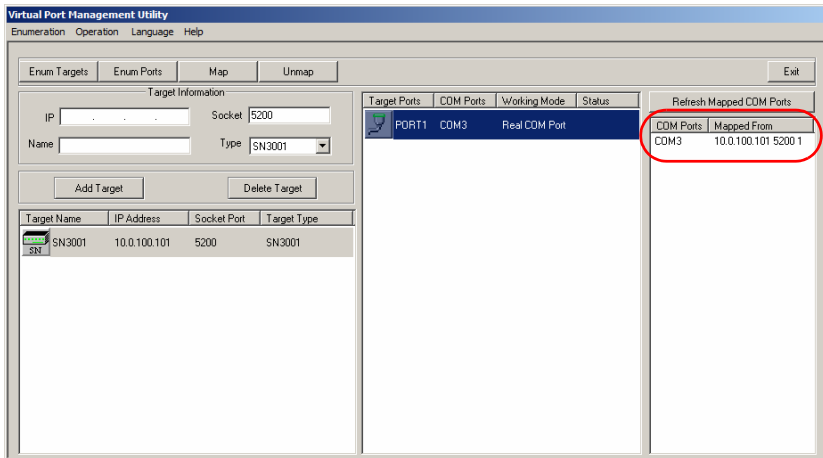 Virtual Port Management Utility
Enumeration Operation Language Help
Enum Targets Enum Ports Map Unmap Exit
Target Information
IP . . . Socket 5200
Name Type SN3001
Add Target Delete Target
Target Name IP Address Socket Port Target Type
SN SN3001 10.0.100.101 5200 SN3001
Target Ports COM Ports Working Mode Status
PORT1 COM3 Real COM Port
Refresh Mapped COM Ports
COM Ports Mapped From
COM3 10.0.100.101 5200 1